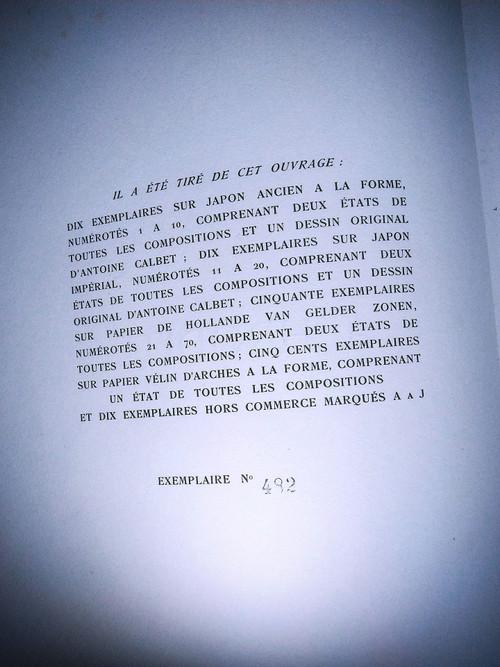 IL A ÉTÉ TIRÉ DE CET OUVRAGE :
DIX EXEMPLAIRES SUR JAPON ANCIEN A LA FORME,
NUMÉROTÉS 1 A 10, COMPRENANT DEUX ÉTATS DE
TOUTES LES COMPOSITIONS ET UN DESSIN ORIGINAL
D'ANTOINE CALBET ; DIX EXEMPLAIRES SUR JAPON
IMPÉRIAL, NUMÉROTÉS 11 A 20, COMPRENANT DEUX
ÉTATS DE TOUTES LES COMPOSITIONS ET UN DESSIN
ORIGINAL D'ANTOINE CALBET ; CINQUANTE EXEMPLAIRES
SUR PAPIER DE HOLLANDE VAN GELDER ZONEN,
NUMÉROTÉS 21 A 70, COMPRENANT DEUX ÉTATS DE
TOUTES LES COMPOSITIONS ; CINQ CENTS EXEMPLAIRES
SUR PAPIER VÉLIN D'ARCHES A LA FORME, COMPRENANT
UN ÉTAT DE TOUTES LES COMPOSITIONS
ET DIX EXEMPLAIRES HORS COMMERCE MARQUÉS A A J
EXEMPLAIRE Nº 492